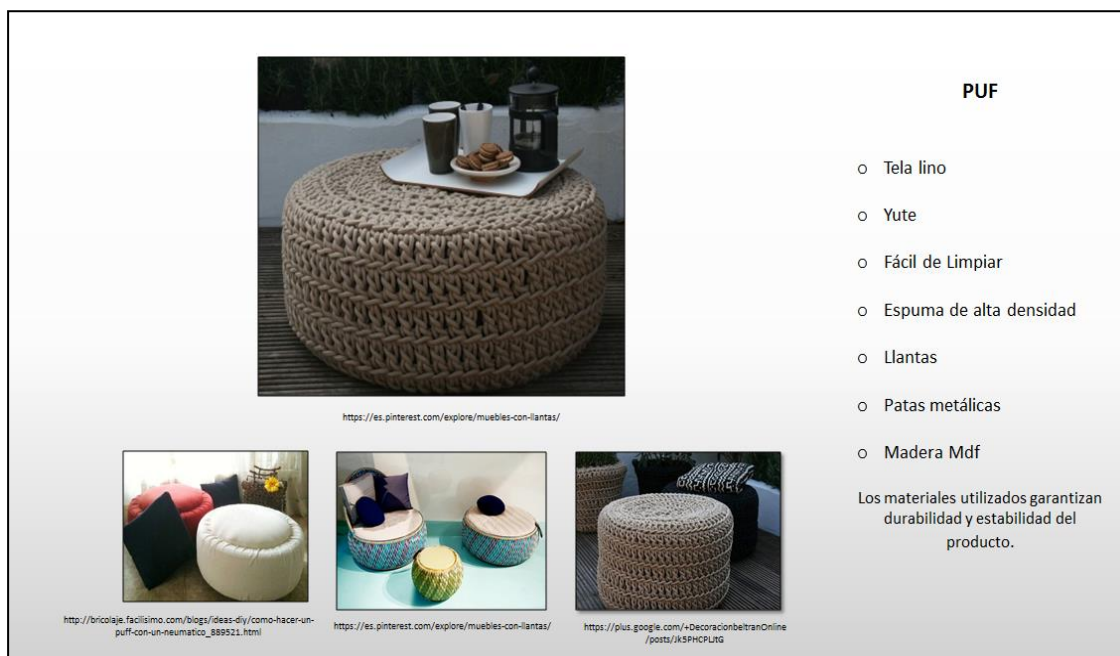 PUF
o Tela lino
o Yute
o Fácil de Limpiar
o Espuma de alta densidad
o Llantas
o Patas metálicas
o Madera Mdf
Los materiales utilizados garantizan
durabilidad y estabilidad del
producto.
https://es.pinterest.com/explore/muebles-con-llantas/
http://bricolaje.facilisimo.com/blogs/ideas-diy/como-hacer-un-
puff-con-un-neumatico_889521.html
https://es.pinterest.com/explore/muebles-con-llantas/
https://plus.google.com/+DecoracionbeltranOnline
/posts/Jk5PHCPLJtG